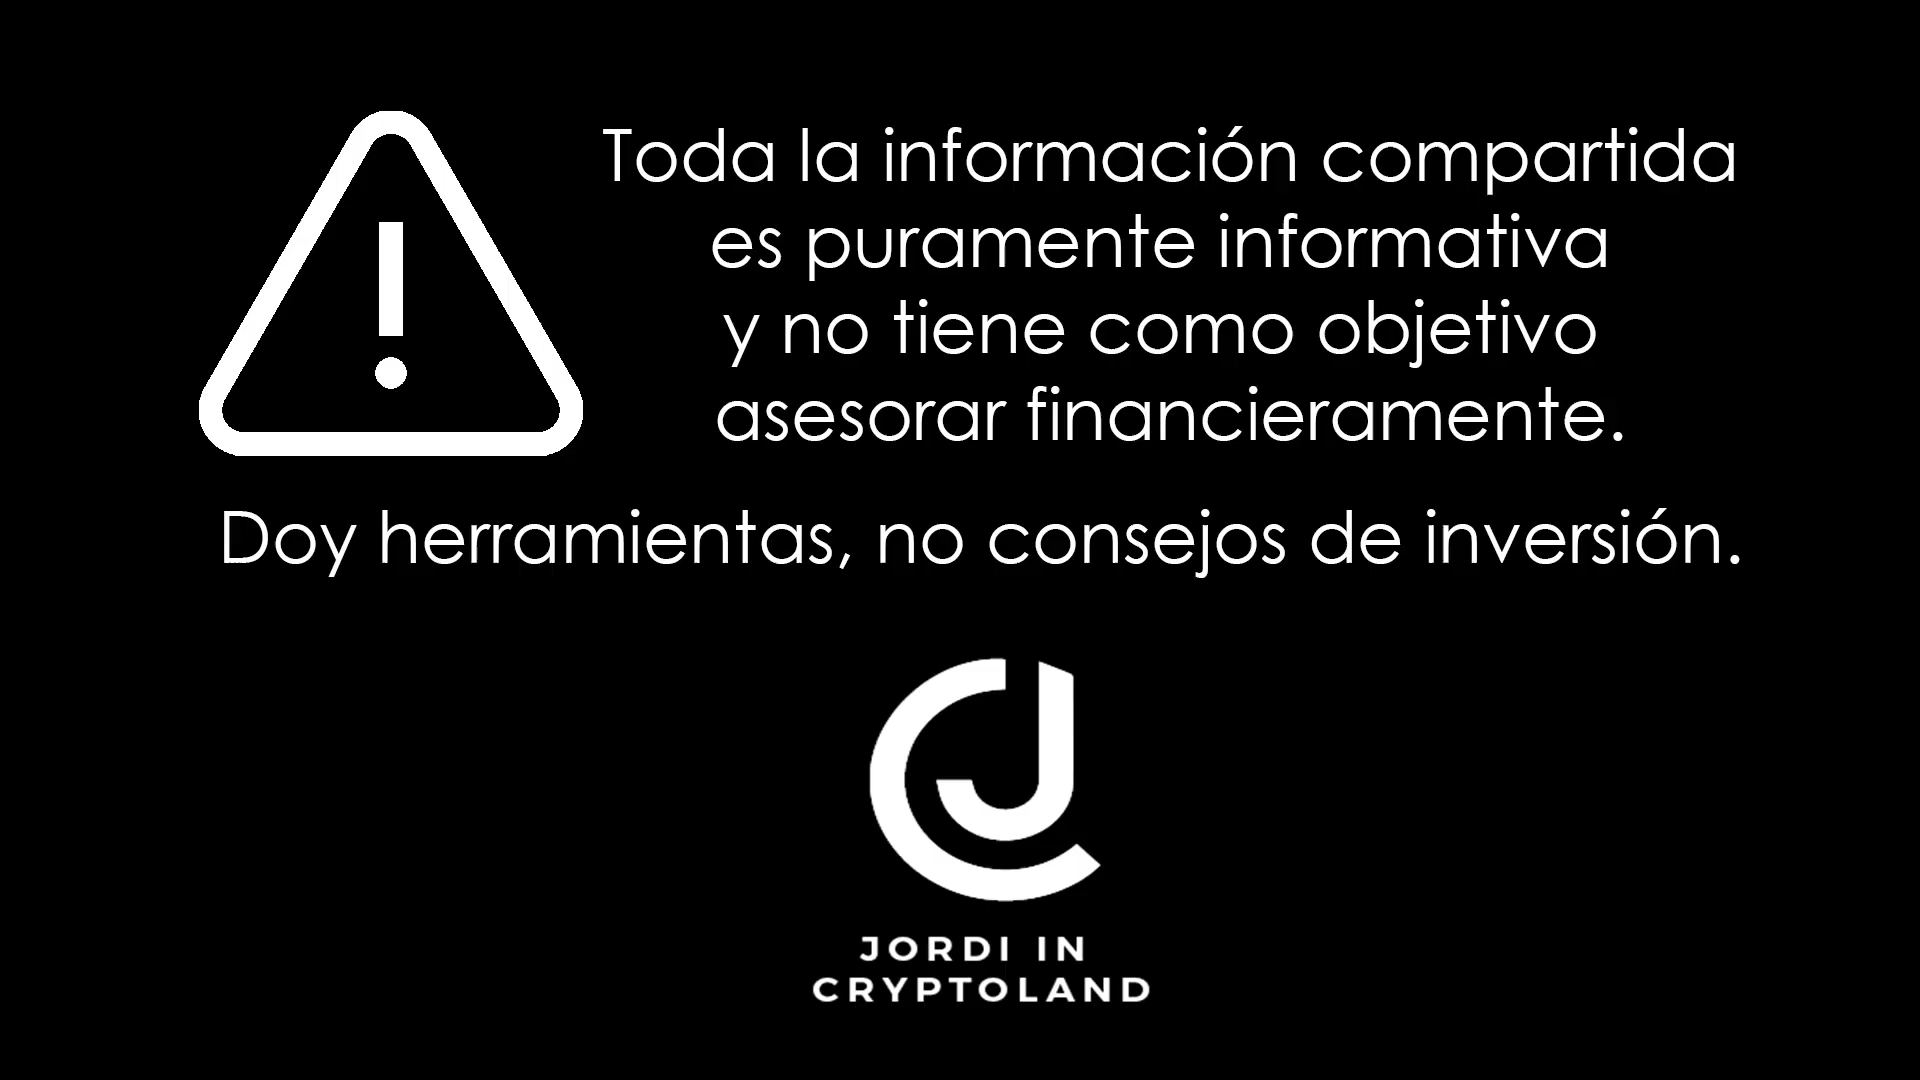 Toda la información compartida
es puramente informativa
y no tiene como objetivo
asesorar financieramente.
Doy herramientas, no consejos de inversión.
JORDI IN
CRYPTOLAND